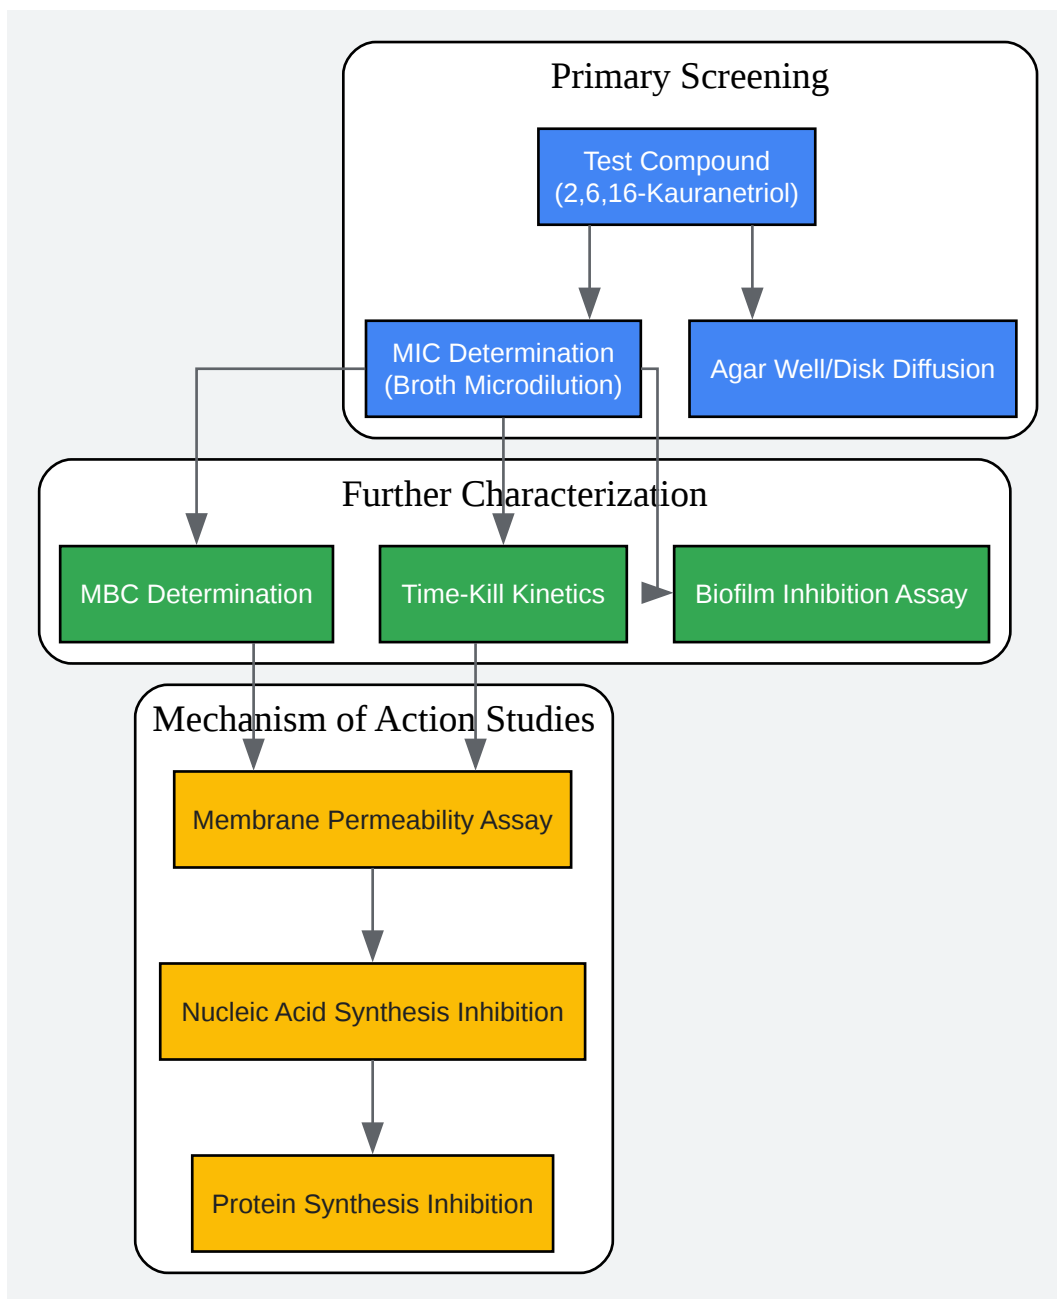 Primary Screening
Test Compound
(2,6,16-Kauranetriol)
MIC Determination
(Broth Microdilution)
Agar Well/Disk Diffusion
Further Characterization
MBC Determination
Time-Kill Kinetics
Biofilm Inhibition Assay
Mechanism of Action Studies
Membrane Permeability Assay
Nucleic Acid Synthesis Inhibition
Protein Synthesis Inhibition